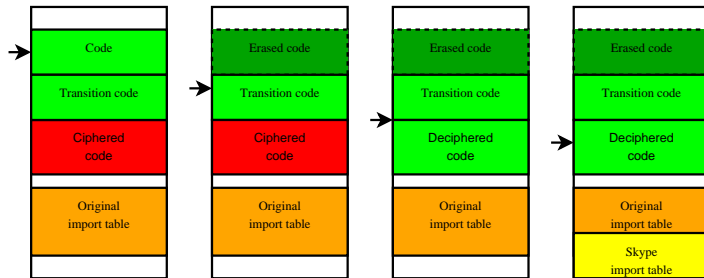 Code
Transition code
Ciphered
code
Original
import table
Erased code
Transition code
Ciphered
code
Original
import table
Erased code
Transition code
Deciphered
code
Original
import table
Erased code
Transition code
Deciphered
code
Original
import table
Skype
import table